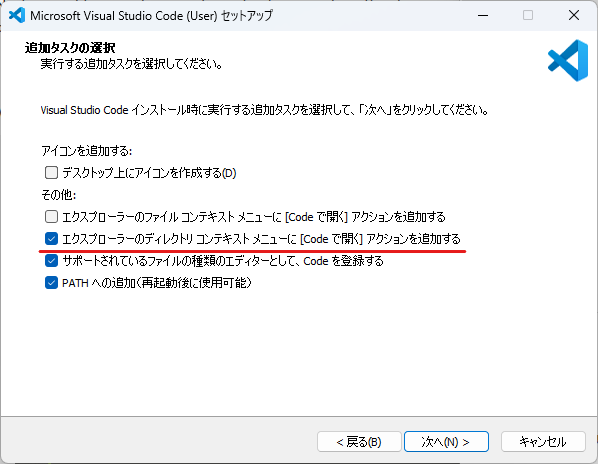 Microsoft Visual Studio Code (User) セットアップ
追加タスクの選択
実行する追加タスクを選択してください。
Visual Studio Code インストール時に実行する追加タスクを選択して、「次へ」をクリックしてください。
アイコンを追加する:
デスクトップ上にアイコンを作成する(D)
その他:
エクスプローラーのファイル コンテキスト メニューに [Code で開く] アクションを追加する
エクスプローラーのディレクトリ コンテキスト メニューに [Code で開く] アクションを追加する
サポートされているファイルの種類のエディターとして、Code を登録する
PATH への追加（再起動後に使用可能）
< 戻る(B)
次へ(N) >
キャンセル